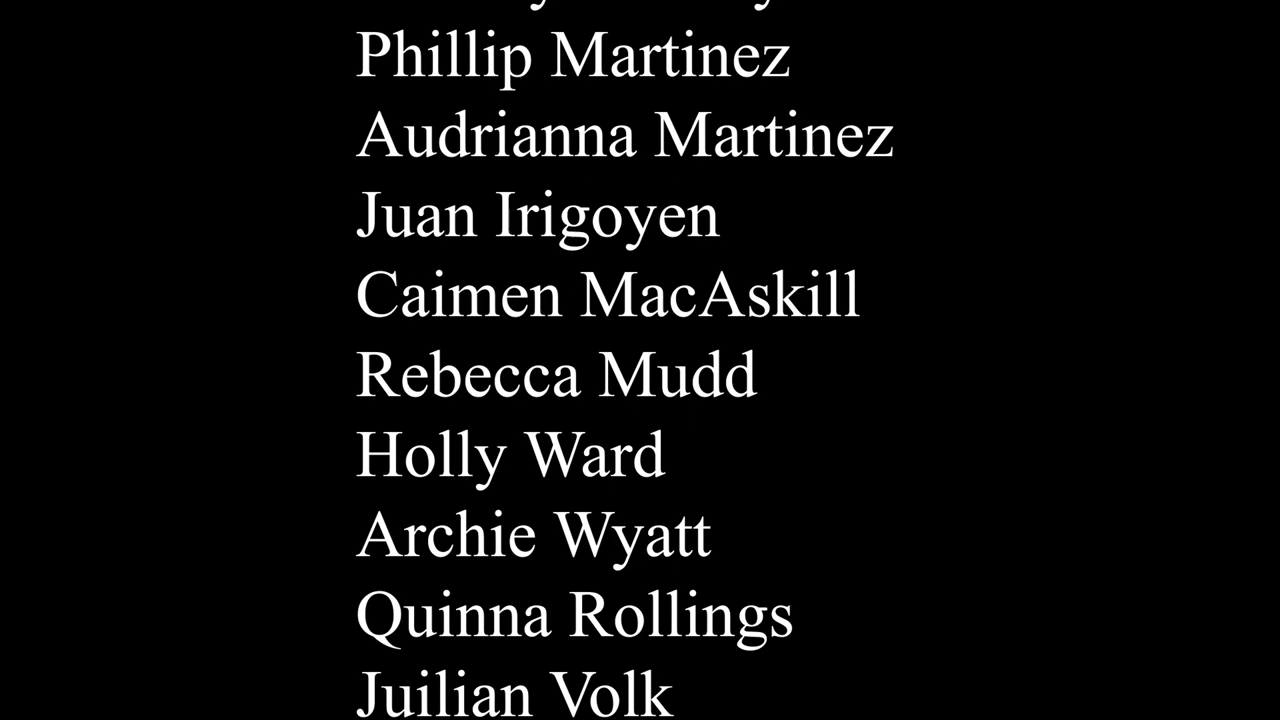 Phillip Martinez
Audrianna Martinez
Juan Irigoyen
Caimen MacAskill
Rebecca Mudd
Holly Ward
Archie Wyatt
Quinna Rollings
Juilian Volk